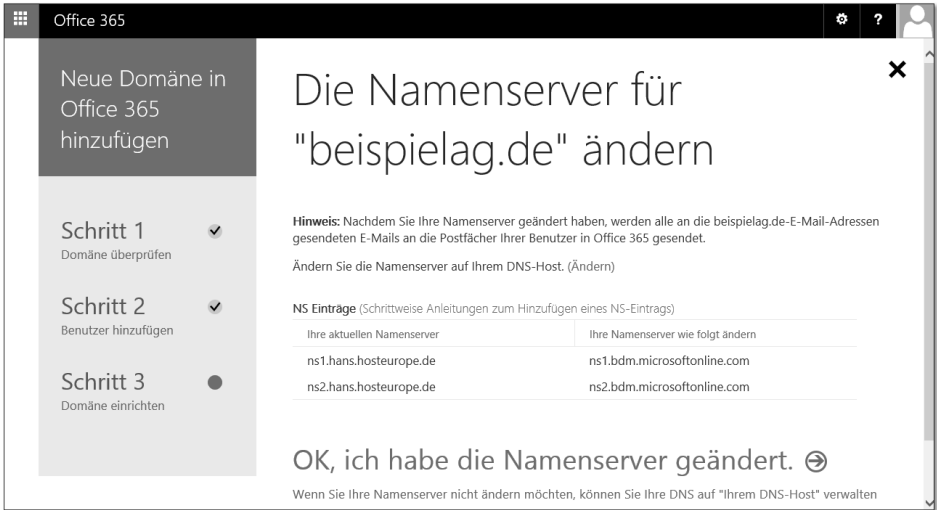 Office 365
?
Neue Domäne in
Office 365
hinzufügen
Schritt 1
Domäne überprüfen
Schritt 2
Benutzer hinzufügen
Schritt 3
Domäne einrichten
Die Namenserver für
"beispielag.de" ändern
Hinweis: Nachdem Sie Ihre Namenserver geändert haben, werden alle an die beispielag.de-E-Mail-Adressen
gesendeten E-Mails an die Postfächer Ihrer Benutzer in Office 365 gesendet.
Ändern Sie die Namenserver auf Ihrem DNS-Host. (Ändern)
NS Einträge (Schrittweise Anleitungen zum Hinzufügen eines NS-Eintrags)
Ihre aktuellen Namenserver Ihre Namenserver wie folgt ändern
ns1.hans.hosteurope.de ns1.bdm.microsoftonline.com
ns2.hans.hosteurope.de ns2.bdm.microsoftonline.com
OK, ich habe die Namenserver geändert.
Wenn Sie Ihre Namenserver nicht ändern möchten, können Sie Ihre DNS auf "Ihrem DNS-Host" verwalten